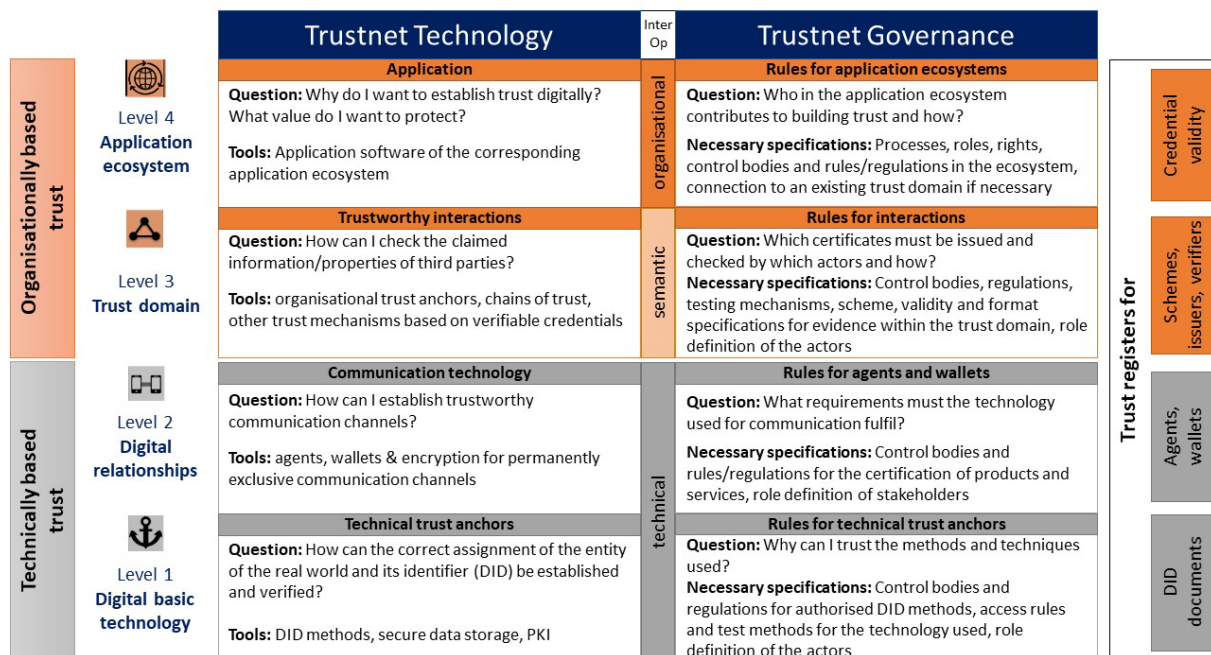 Trustnet Technology
Inter
Op
Trustnet Governance
Organisationally based
trust
Level 4
Application
ecosystem
Application
Question: Why do I want to establish trust digitally?
What value do I want to protect?
Tools: Application software of the corresponding
application ecosystem
organisational
Rules for application ecosystems
Question: Who in the application ecosystem
contributes to building trust and how?
Necessary specifications: Processes, roles, rights,
control bodies and rules/regulations in the ecosystem,
connection to an existing trust domain if necessary
Level 3
Trust domain
Trustworthy interactions
Question: How can I check the claimed
information/properties of third parties?
Tools: organisational trust anchors, chains of trust,
other trust mechanisms based on verifiable credentials
semantic
Rules for interactions
Question: Which certificates must be issued and
checked by which actors and how?
Necessary specifications: Control bodies, regulations,
testing mechanisms, scheme, validity and format
specifications for evidence within the trust domain, role
definition of the actors
Technically based
trust
Level 2
Digital
relationships
Communication technology
Question: How can I establish trustworthy
communication channels?
Tools: agents, wallets & encryption for permanently
exclusive communication channels
technical
Rules for agents and wallets
Question: What requirements must the technology
used for communication fulfil?
Necessary specifications: Control bodies and
rules/regulations for the certification of products and
services, role definition of stakeholders
Level 1
Digital basic
technology
Technical trust anchors
Question: How can the correct assignment of the entity
of the real world and its identifier (DID) be established
and verified?
Tools: DID methods, secure data storage, PKI
Rules for technical trust anchors
Question: Why can I trust the methods and techniques
used?
Necessary specifications: Control bodies and
regulations for authorised DID methods, access rules
and test methods for the technology used, role
definition of the actors
Trust registers for
Credential
validity
Schemes,
issuers, verifiers
Agents,
wallets
DID
documents